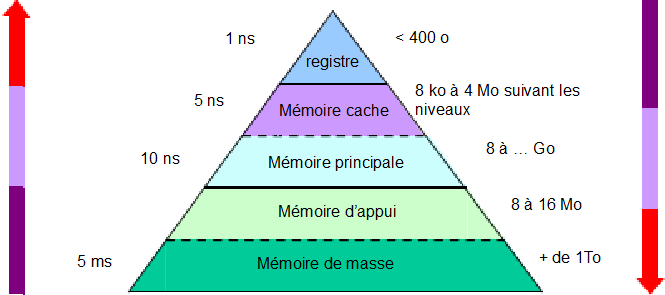 1 ns
< 400 o
registre
5 ns
8 ko à 4 Mo suivant les
niveaux
Mémoire cache
10 ns
Mémoire principale
8 à … Go
Mémoire d’appui
8 à 16 Mo
5 ms
Mémoire de masse
+ de 1To